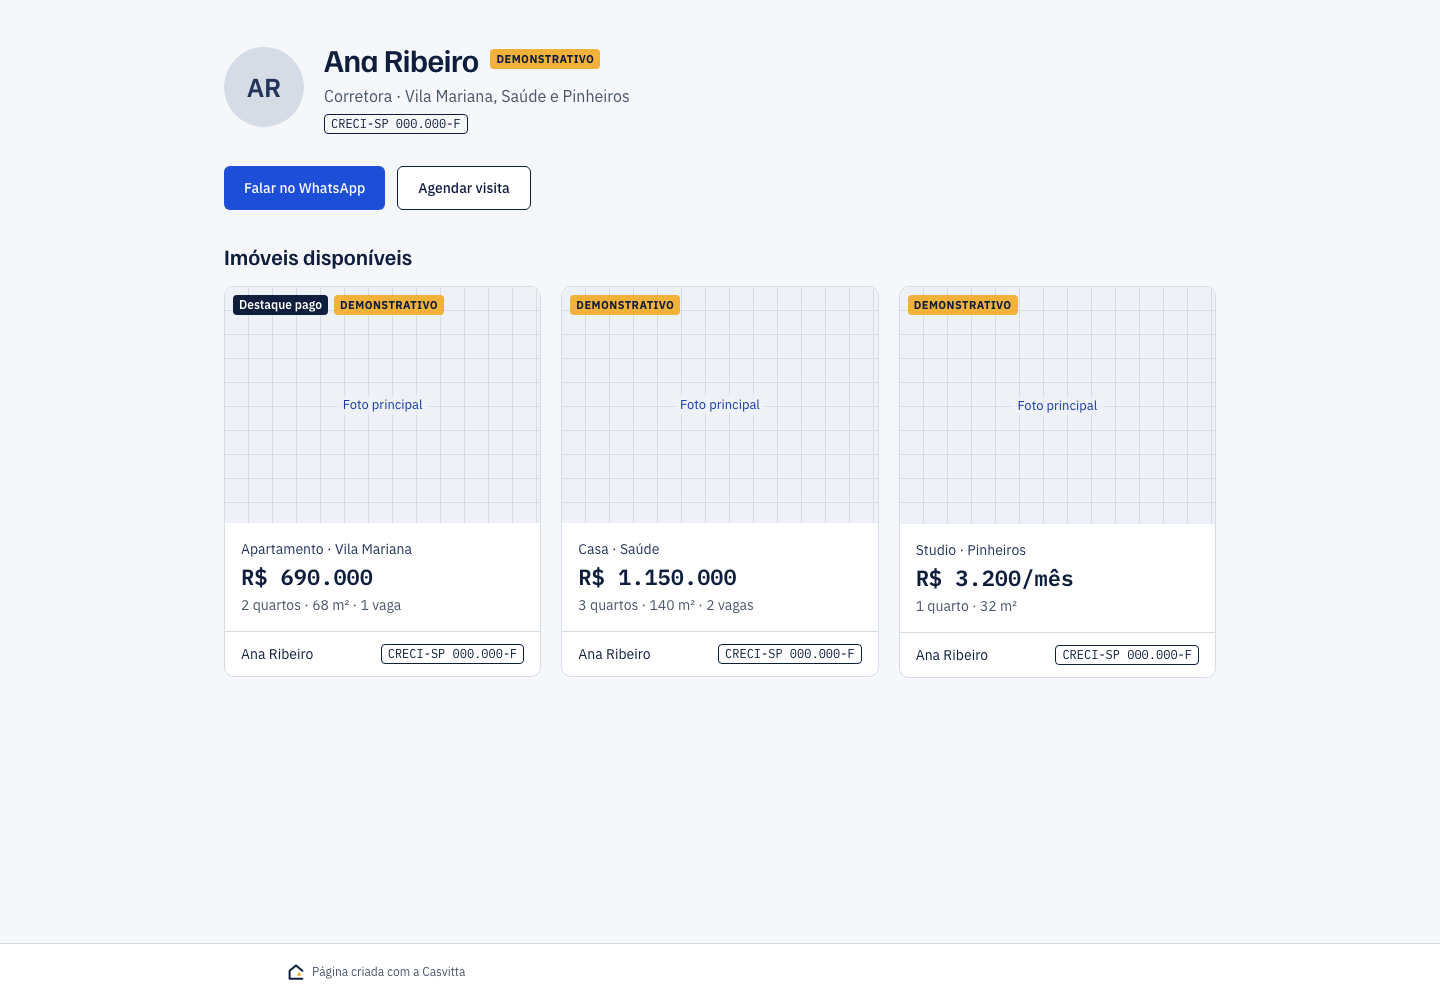 AR
Ana Ribeiro DEMONSTRATIVO
Corretora · Vila Mariana, Saúde e Pinheiros
CRECI-SP 000.000-F
Falar no WhatsApp
Agendar visita
Imóveis disponíveis
Destaque pago DEMONSTRATIVO
Foto principal
Apartamento · Vila Mariana
R$ 690.000
2 quartos · 68 m² · 1 vaga
Ana Ribeiro CRECI-SP 000.000-F
DEMONSTRATIVO
Foto principal
Casa · Saúde
R$ 1.150.000
3 quartos · 140 m² · 2 vagas
Ana Ribeiro CRECI-SP 000.000-F
DEMONSTRATIVO
Foto principal
Studio · Pinheiros
R$ 3.200/mês
1 quarto · 32 m²
Ana Ribeiro CRECI-SP 000.000-F
Página criada com a Casvitta